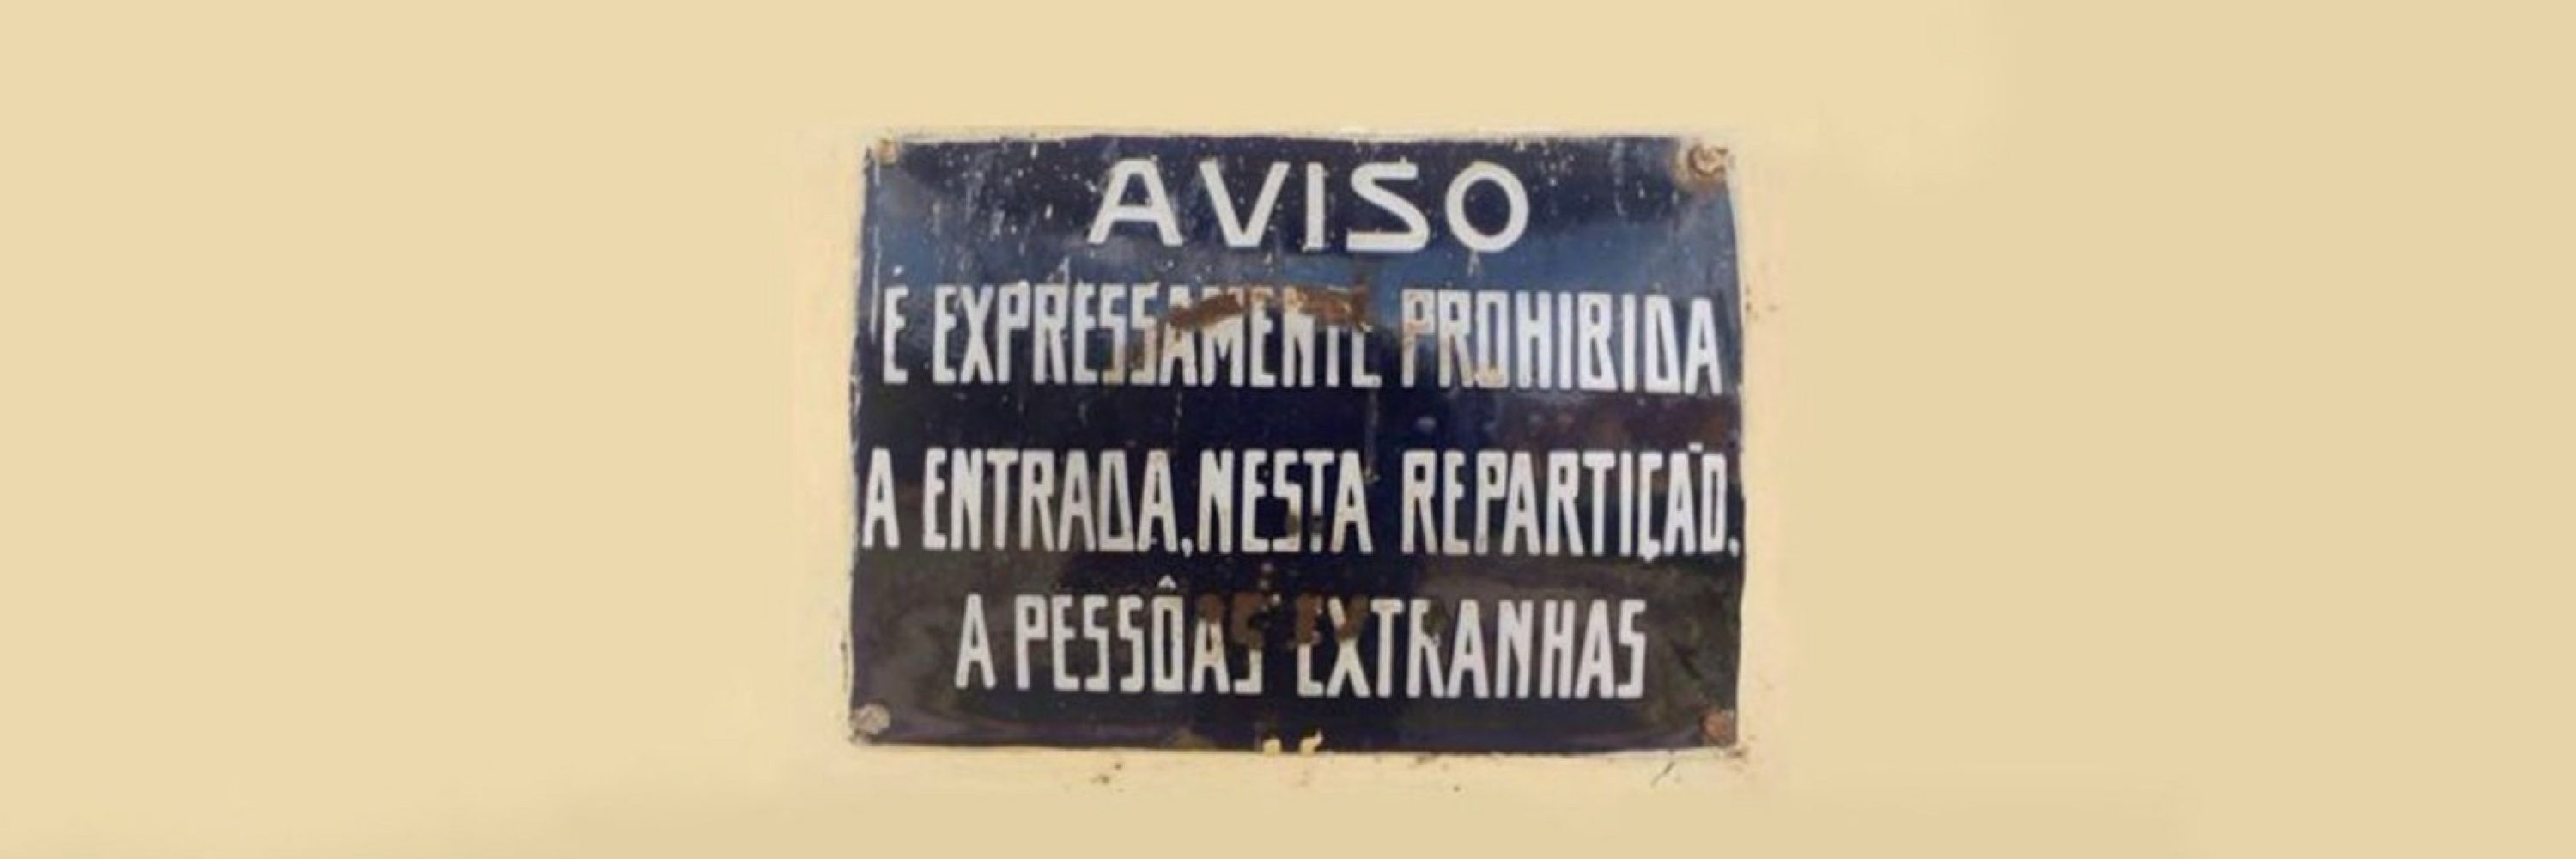 AVISO
É EXPRESSAMENTE PROHIBIDA
A ENTRADA, NESTA REPARTIÇÃO,
A PESSÔAS EXTRANHAS